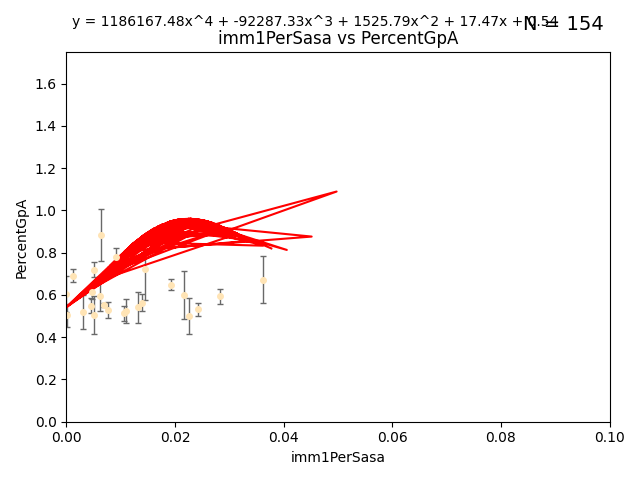 y = 1186167.48x^4 + -92287.33x^3 + 1525.79x^2 + 17.47x + 0.54
N = 154
imm1PerSasa vs PercentGpA
1.6
1.4
1.2
1.0
0.8
0.6
0.4
0.2
0.0
PercentGpA
0.00 0.02 0.04 0.06 0.08 0.10
imm1PerSasa